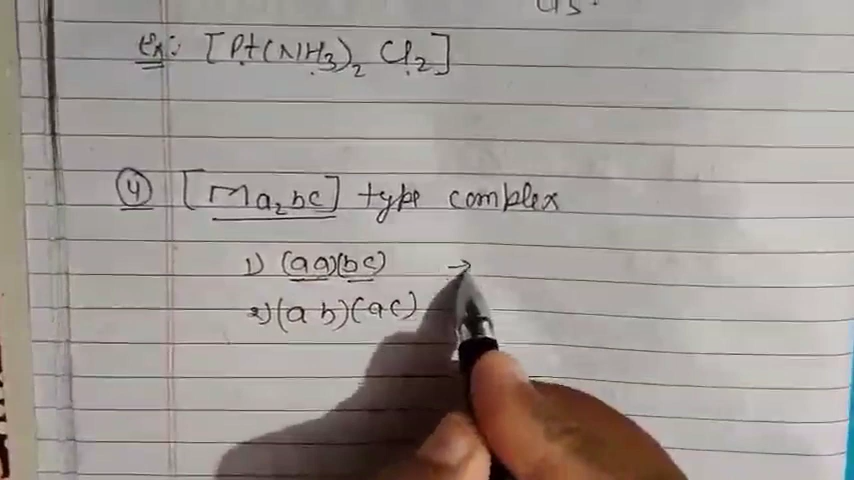 Ex: [Pt(NH3)2 Cl2]
④ [Ma2bc] type complex
1) (aa)(bc) →
2) (ab)(ac)